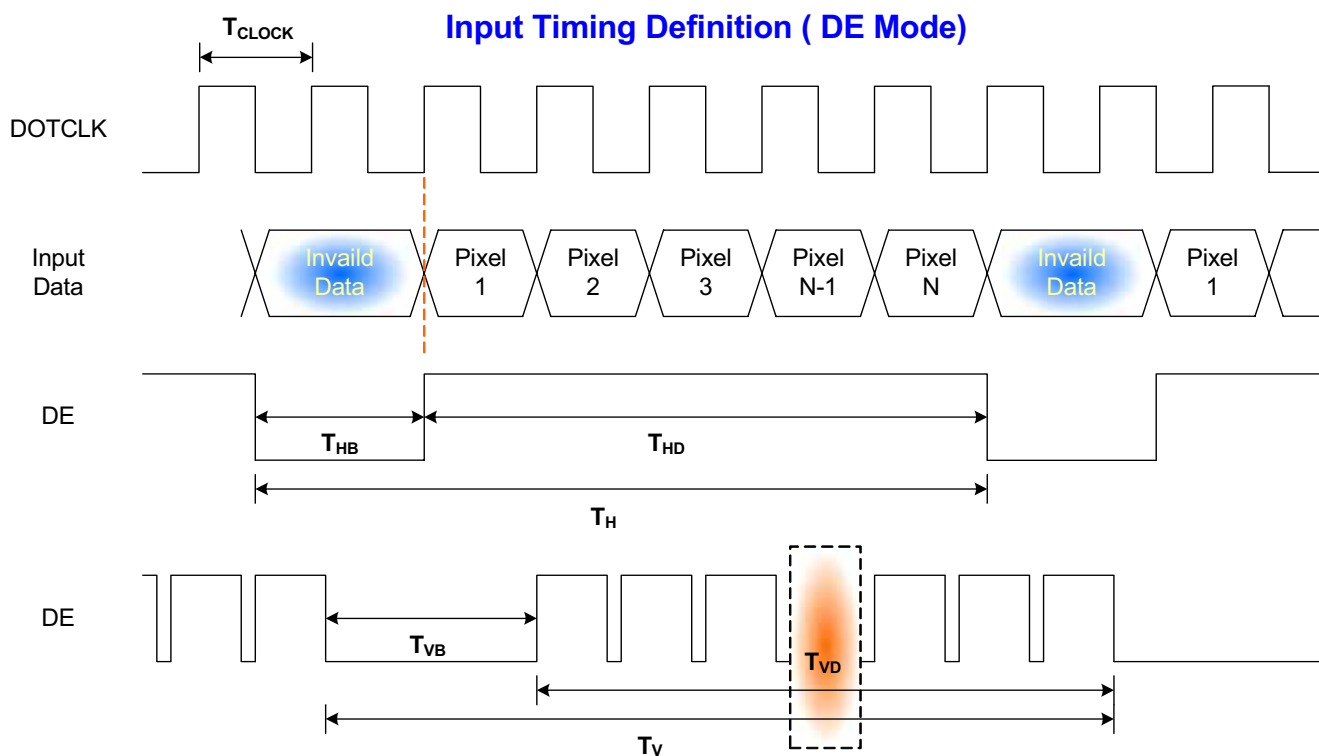 Input Timing Definition ( DE Mode)
TCLOCK
DOTCLK
Input
Data
Invaild
Data
Pixel
1
Pixel
2
Pixel
3
Pixel
N-1
Pixel
N
Invaild
Data
Pixel
1
DE
THB
THD
TH
DE
TVB
TVD
TV